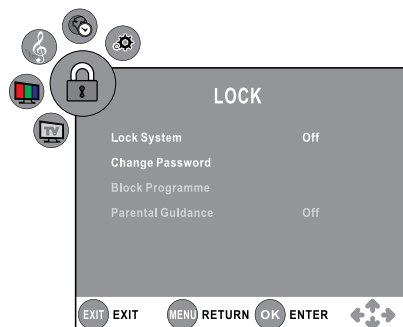 LOCK
TV
Lock System Off
Change Password
Block Programme
Parental Guidance Off
EXIT EXIT MENU RETURN OK ENTER